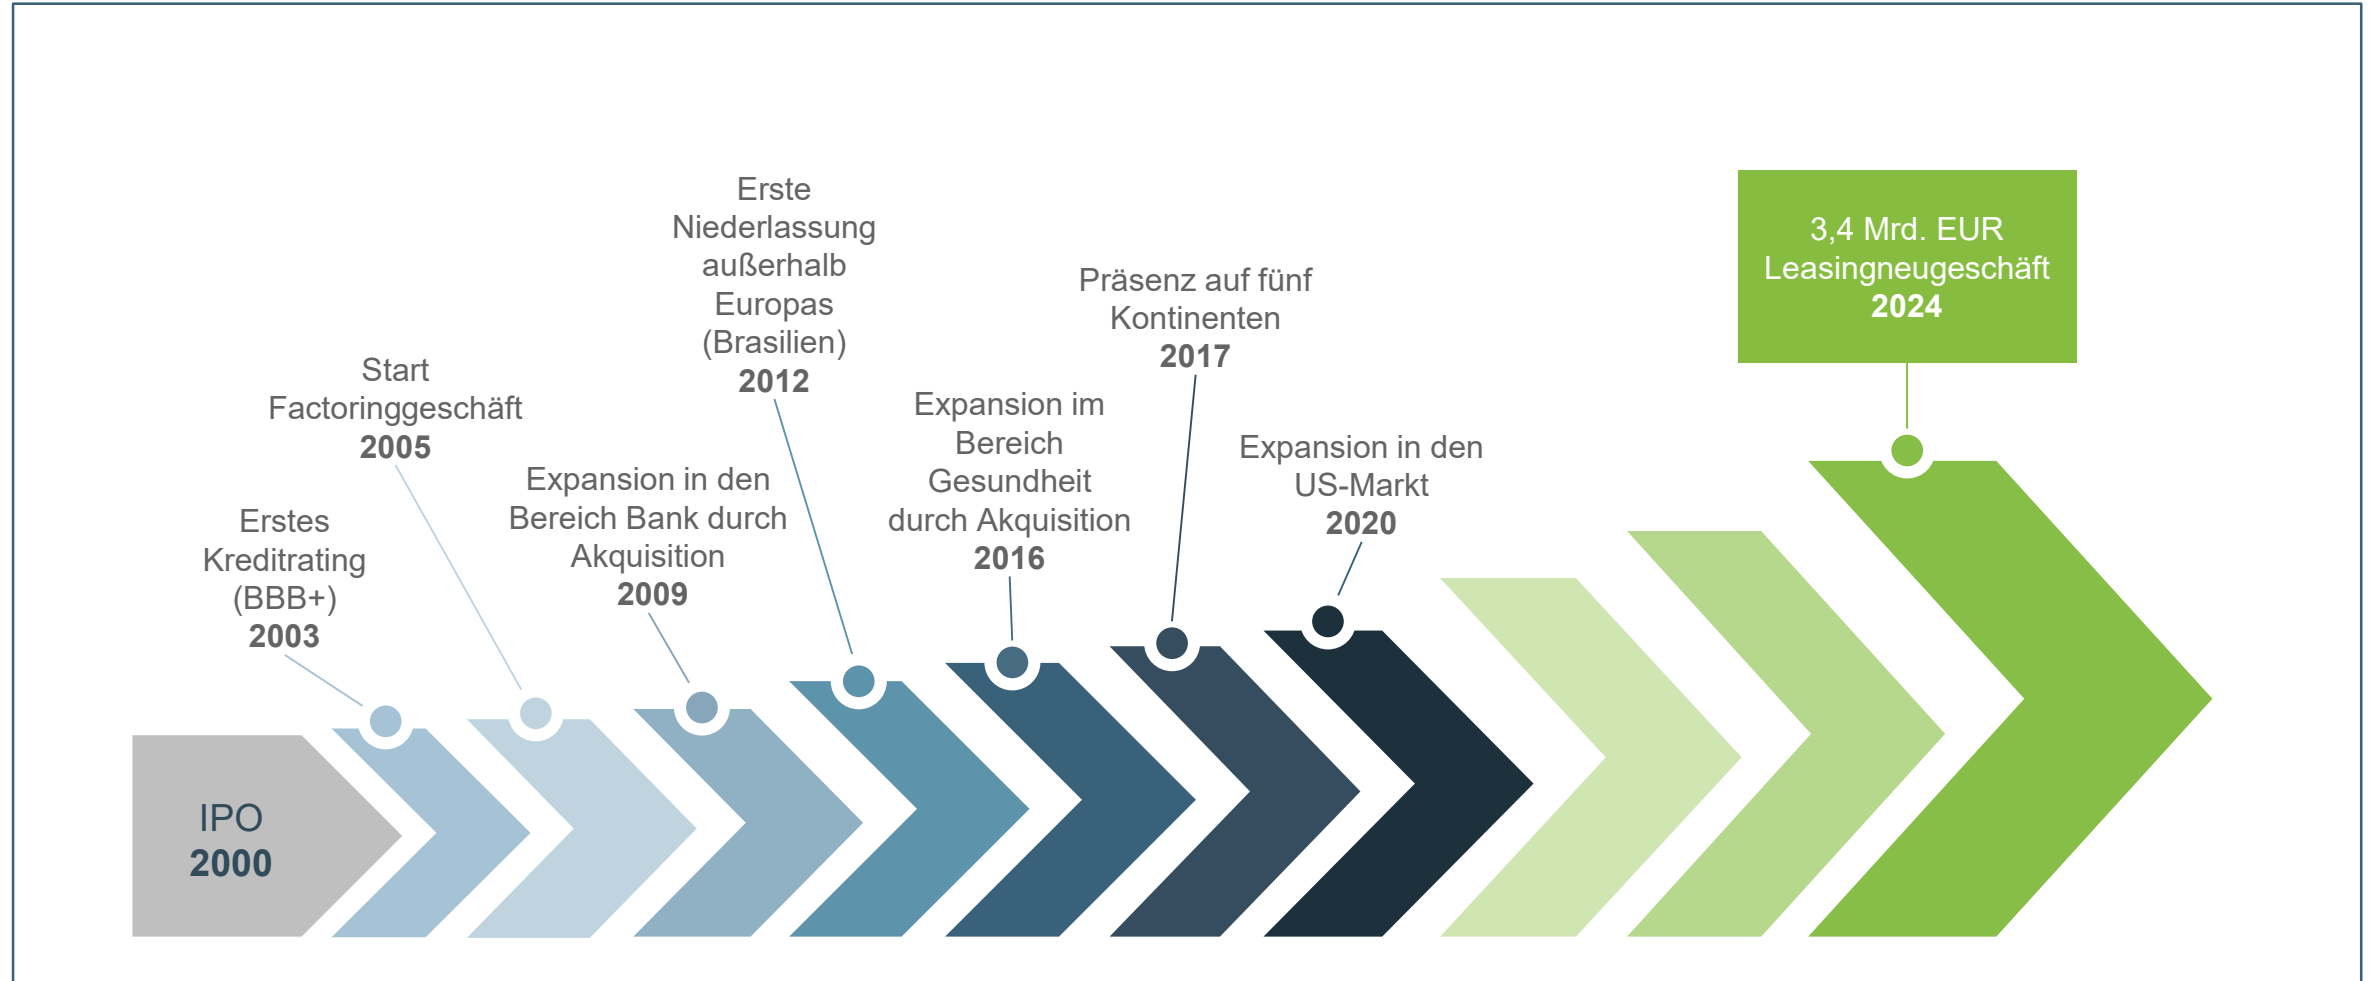 IPO
2000
Erstes
Kreditrating
(BBB+)
2003
Start
Factoringgeschäft
2005
Expansion in den
Bereich Bank durch
Akquisition
2009
Erste
Niederlassung
außerhalb
Europas
(Brasilien)
2012
Expansion im
Bereich
Gesundheit
durch Akquisition
2016
Präsenz auf fünf
Kontinenten
2017
Expansion in den
US-Markt
2020
3,4 Mrd. EUR
Leasingneugeschäft
2024